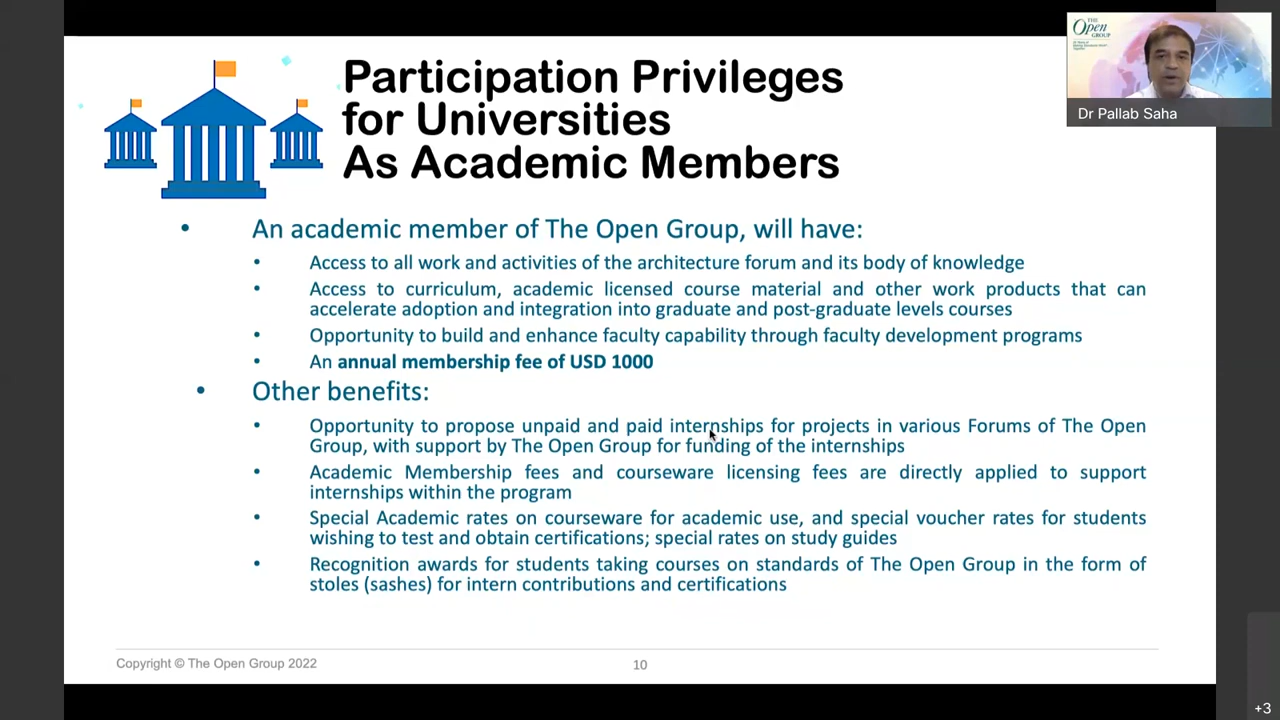 THE
Open
GROUP
Dr Pallab Saha
Participation Privileges
for Universities
As Academic Members
• An academic member of The Open Group, will have:
• Access to all work and activities of the architecture forum and its body of knowledge
• Access to curriculum, academic licensed course material and other work products that can
accelerate adoption and integration into graduate and post-graduate levels courses
• Opportunity to build and enhance faculty capability through faculty development programs
• An annual membership fee of USD 1000
• Other benefits:
• Opportunity to propose unpaid and paid internships for projects in various Forums of The Open
Group, with support by The Open Group for funding of the internships
• Academic Membership fees and courseware licensing fees are directly applied to support
internships within the program
• Special Academic rates on courseware for academic use, and special voucher rates for students
wishing to test and obtain certifications; special rates on study guides
• Recognition awards for students taking courses on standards of The Open Group in the form of
stoles (sashes) for intern contributions and certifications
Copyright © The Open Group 2022
10
+3